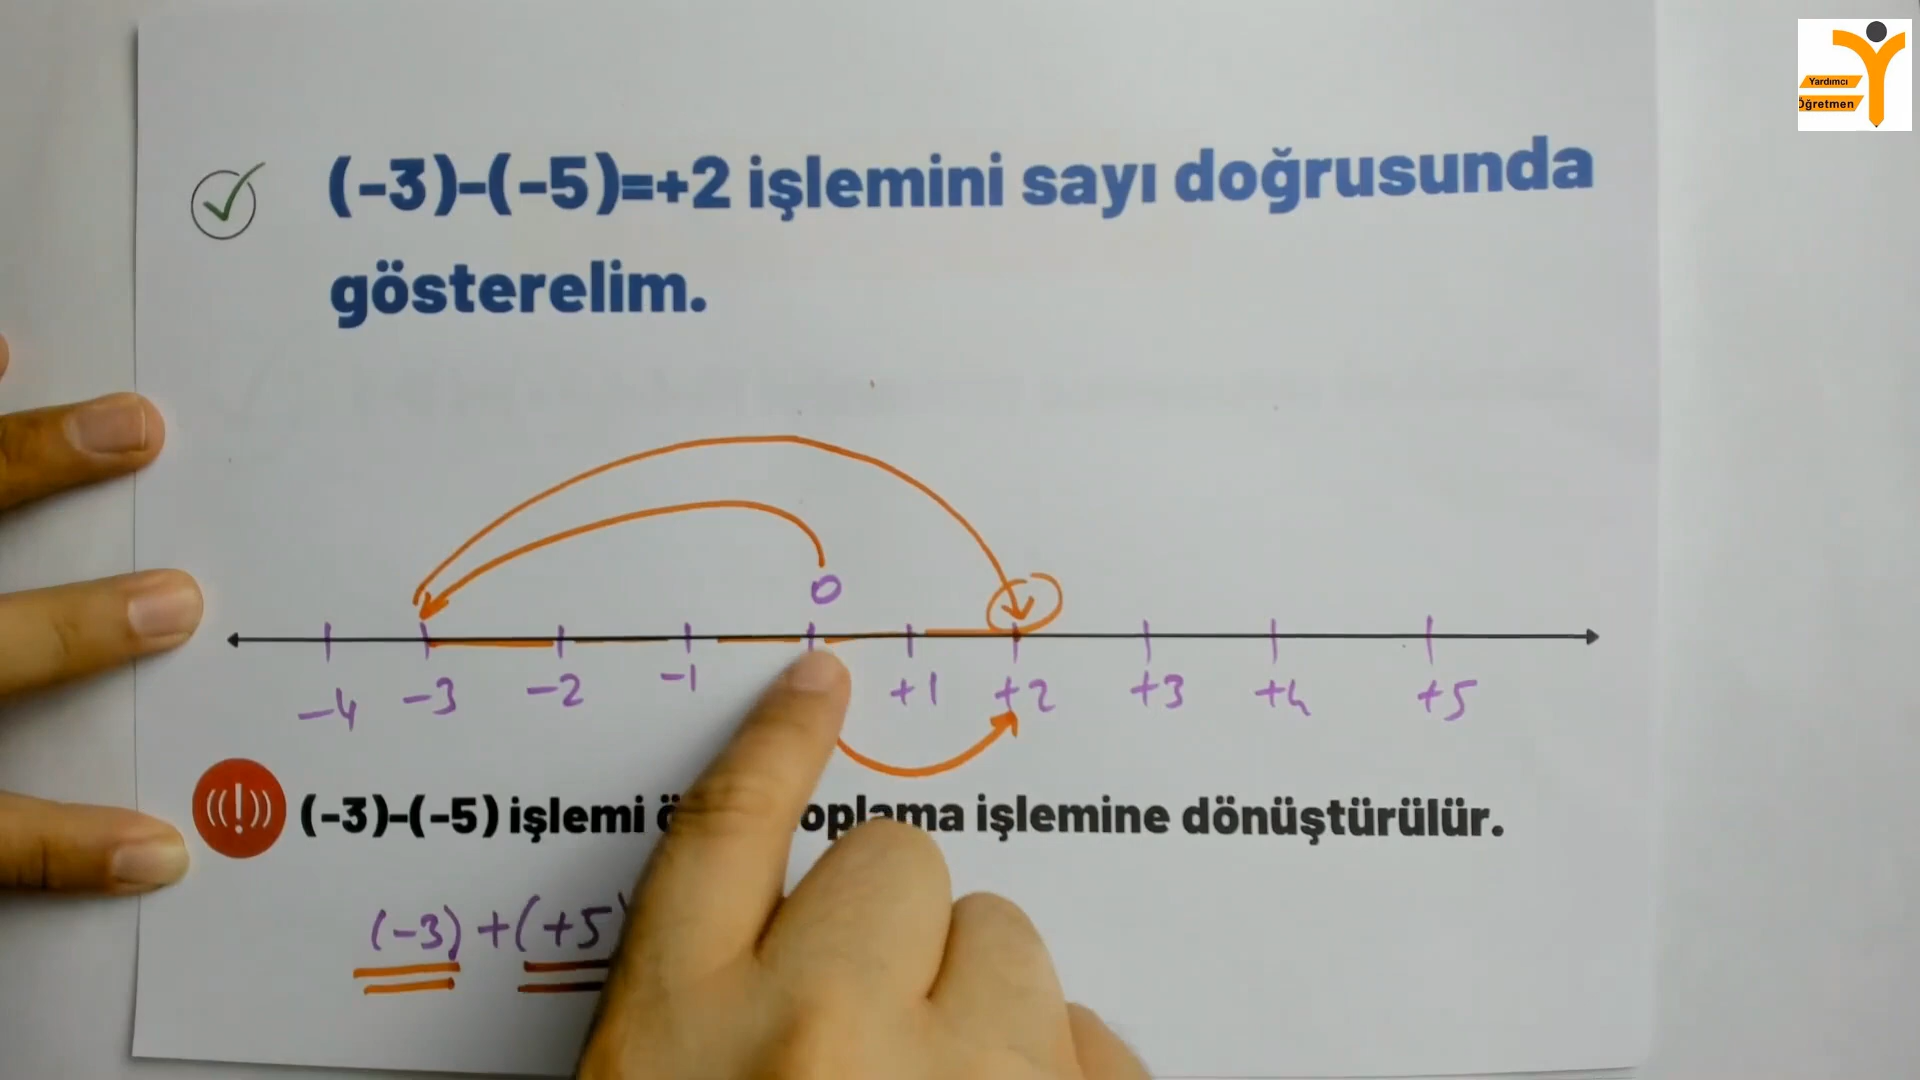 Yardımcı
Öğretmen
(-3)-(-5)=+2 işlemini sayı doğrusunda
gösterelim.
0
-4 -3 -2 -1 +1 +2 +3 +4 +5
(-3)-(-5) işlemi işlemine dönüştürülür.
(-3) + (+5)